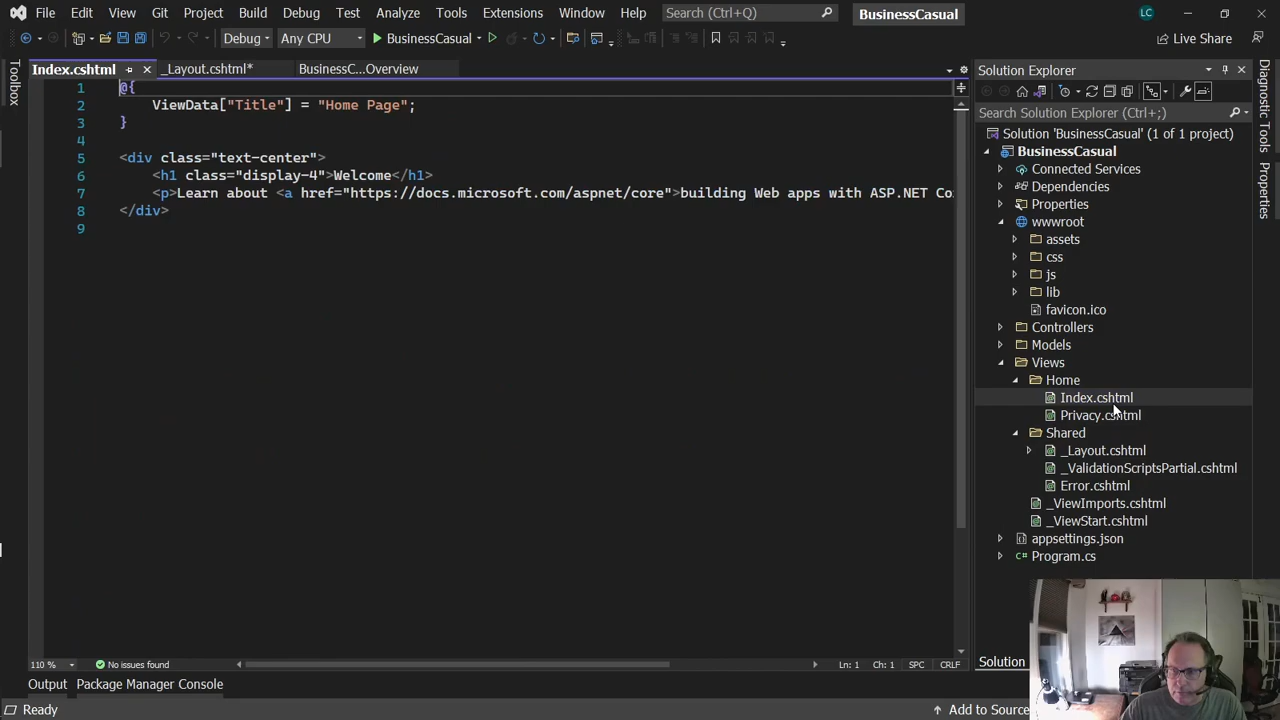 File Edit View Git Project Build Debug Test Analyze Tools Extensions Window Help Search (Ctrl+Q) BusinessCasual LC
Debug Any CPU BusinessCasual Live Share
Index.cshtml _Layout.cshtml* BusinessC...Overview
Toolbox
1 @{
2 ViewData["Title"] = "Home Page";
3 }
4
5 <div class="text-center">
6 <h1 class="display-4">Welcome</h1>
7 <p>Learn about <a href="https://docs.microsoft.com/aspnet/core">building Web apps with ASP.NET Co
8 </div>
9
110 % No issues found Ln: 1 Ch: 1 SPC CRLF
Output Package Manager Console
Ready Add to Source
Solution Explorer
Search Solution Explorer (Ctrl+;)
Solution 'BusinessCasual' (1 of 1 project)
BusinessCasual
Connected Services
Dependencies
Properties
wwwroot
assets
css
js
lib
favicon.ico
Controllers
Models
Views
Home
Index.cshtml
Privacy.cshtml
Shared
_Layout.cshtml
_ValidationScriptsPartial.cshtml
Error.cshtml
_ViewImports.cshtml
_ViewStart.cshtml
appsettings.json
C# Program.cs
Solution
Diagnostic Tools
Properties